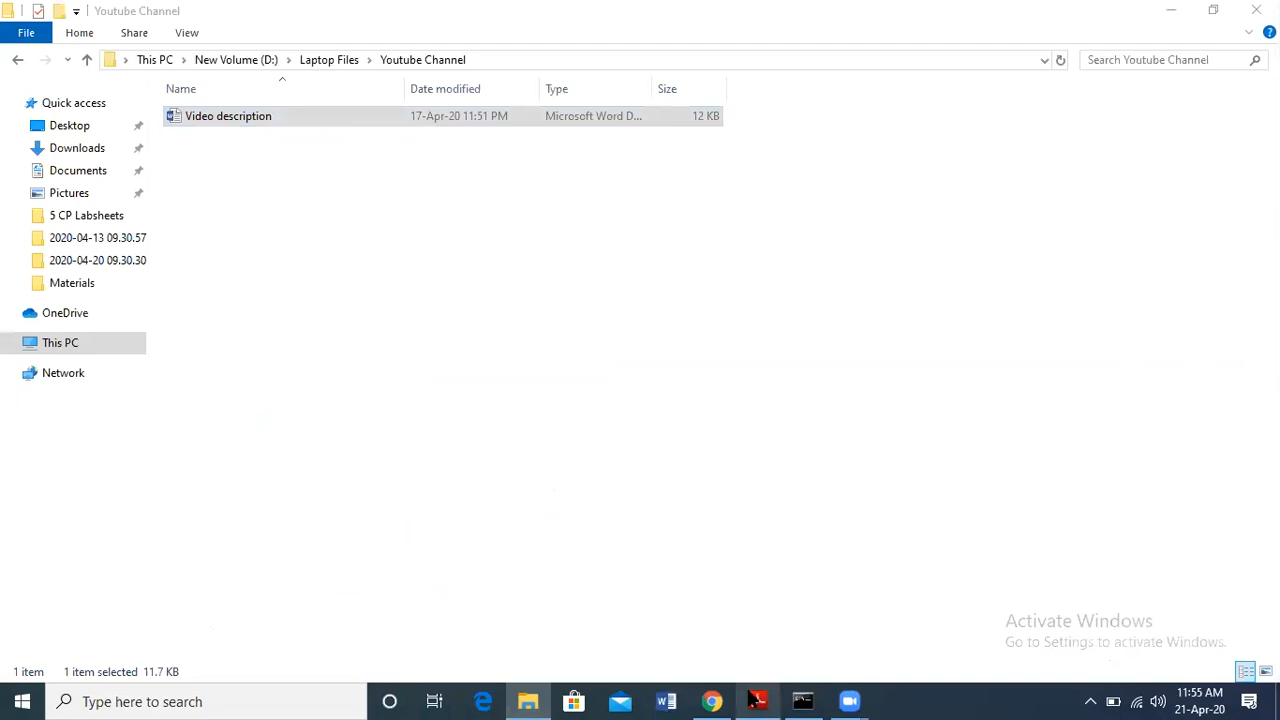 Youtube Channel
File Home Share View
This PC New Volume (D:) Laptop Files Youtube Channel Search Youtube Channel
Name Date modified Type Size
Video description 17-Apr-20 11:51 PM Microsoft Word D... 12 KB
Quick access
Desktop
Downloads
Documents
Pictures
5 CP Labsheets
2020-04-13 09.30.57
2020-04-20 09.30.30
Materials
OneDrive
This PC
Network
Activate Windows
Go to Settings to activate Windows.
1 item 1 item selected 11.7 KB
Type here to search
11:55 AM
21-Apr-20